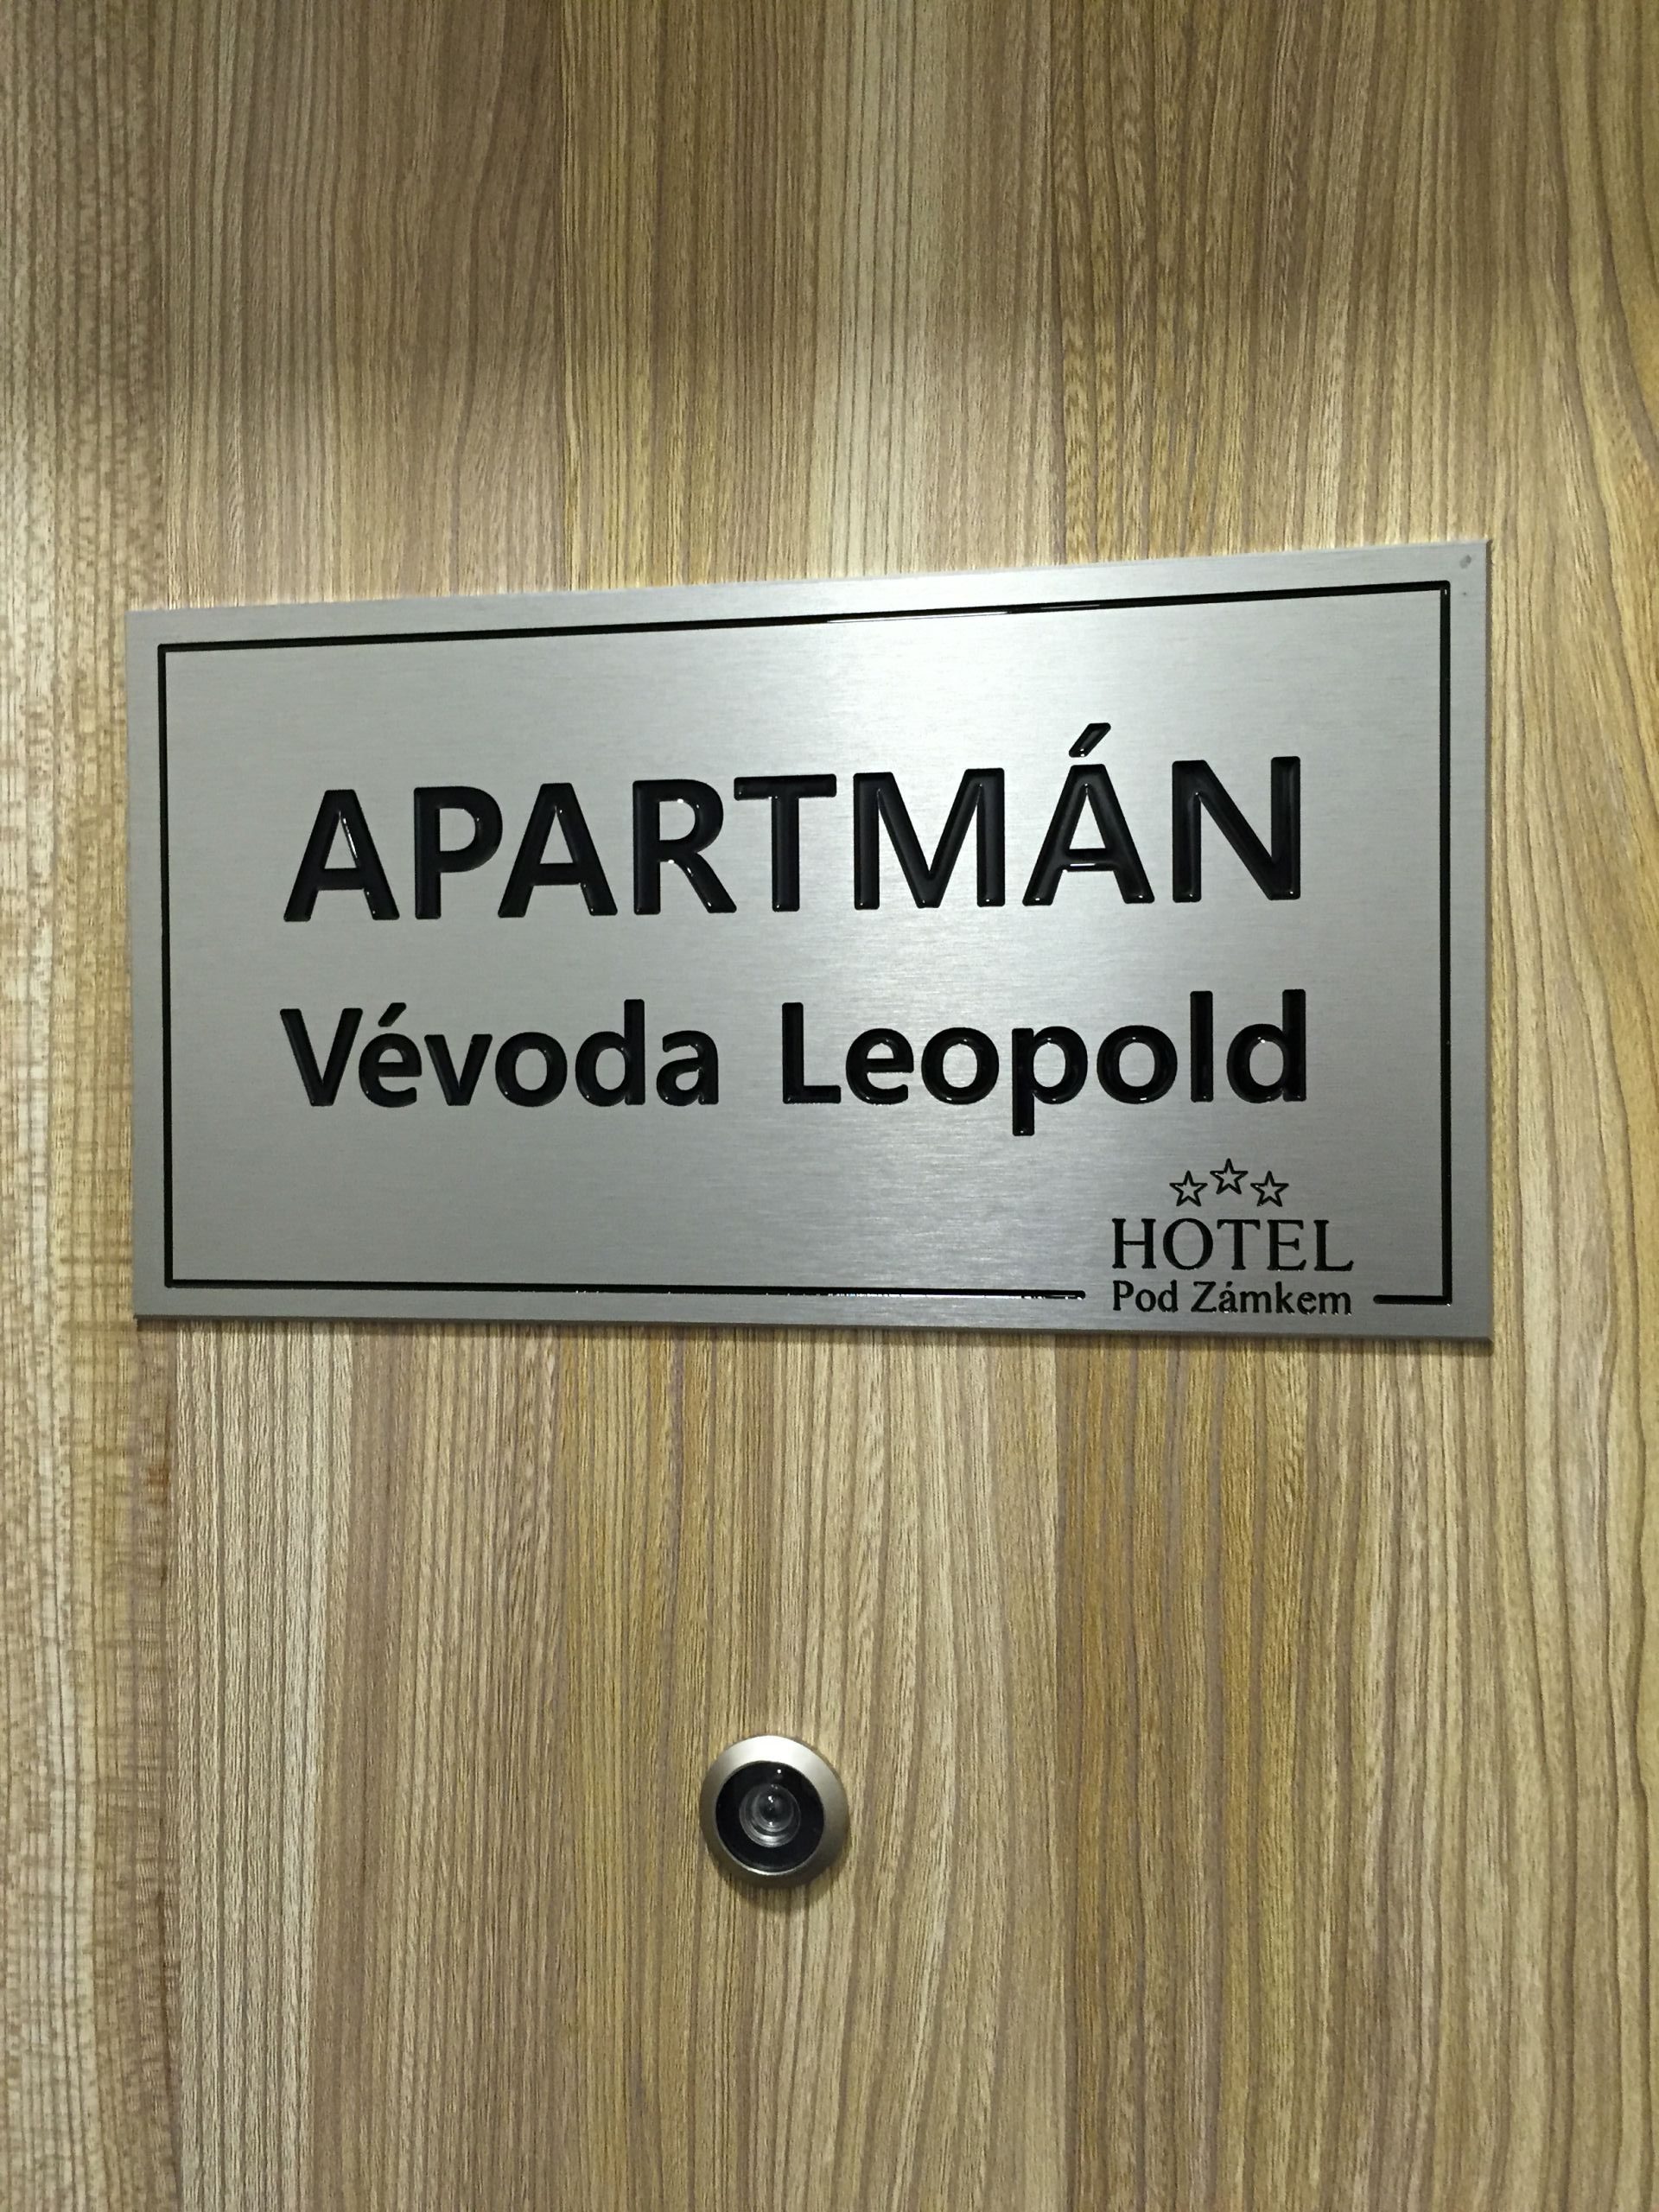 APARTMÁN
Vévoda Leopold
HOTEL
Pod Zámkem